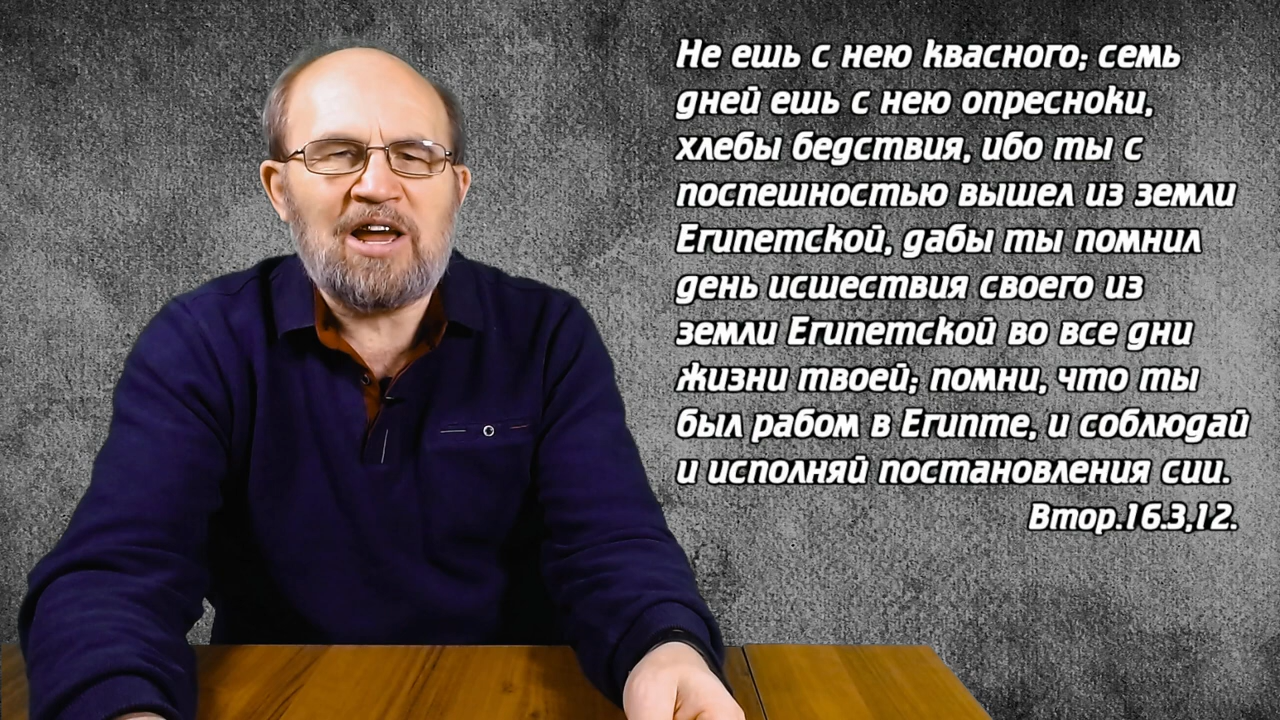 Не ешь с нею квасного; семь
дней ешь с нею опресноки,
хлебы бедствия, ибо ты с
поспешностью вышел из земли
Египетской, дабы ты помнил
день исшествия своего из
земли Египетской во все дни
жизни твоей; помни, что ты
был рабом в Египте, и соблюдай
и исполняй постановления сии.
Втор.16.3,12.